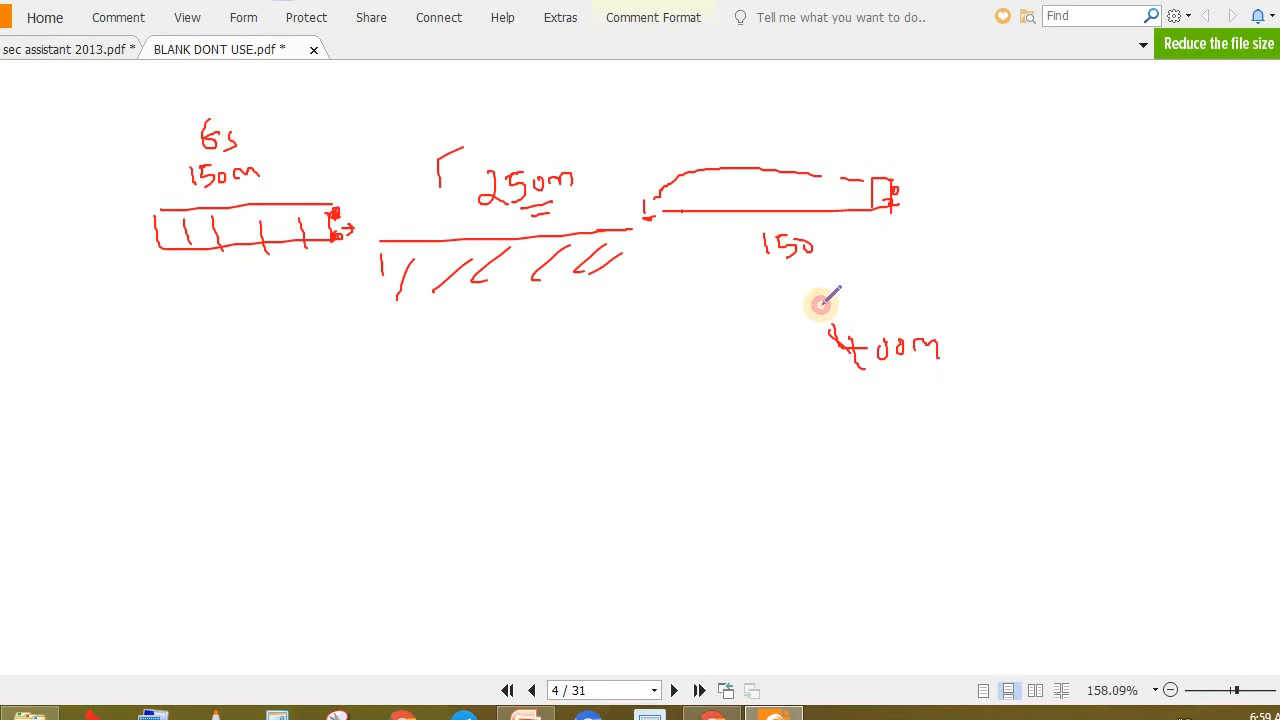 Home Comment View Form Protect Share Connect Help Extras Comment Format Tell me what you want to do.. Find
sec assistant 2013.pdf * BLANK DONT USE.pdf * Reduce the file size
6s
150m
250m
150
400m
4 / 31 158.09%
6:59